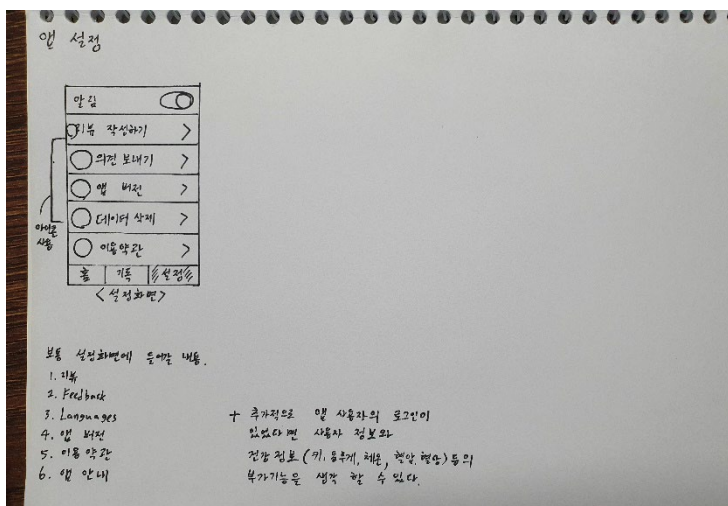 앱 설정
알림
리뷰 작성하기 >
의견 보내기 >
앱 버전 >
데이터 삭제 >
이용약관 >
아이콘
사용
홈 기록 설정
<설정화면>
보통 설정화면에 들어갈 내용.
1. 리뷰
2. Feedback
3. Languages
4. 앱 버전
5. 이용약관
6. 앱 안내
+ 추가적으로 앱 사용자의 로그인이
있었다면 사용자 정보와
건강 정보 (키, 몸무게, 체온, 혈압, 혈당) 등의
부가기능을 생각 할 수 있다.